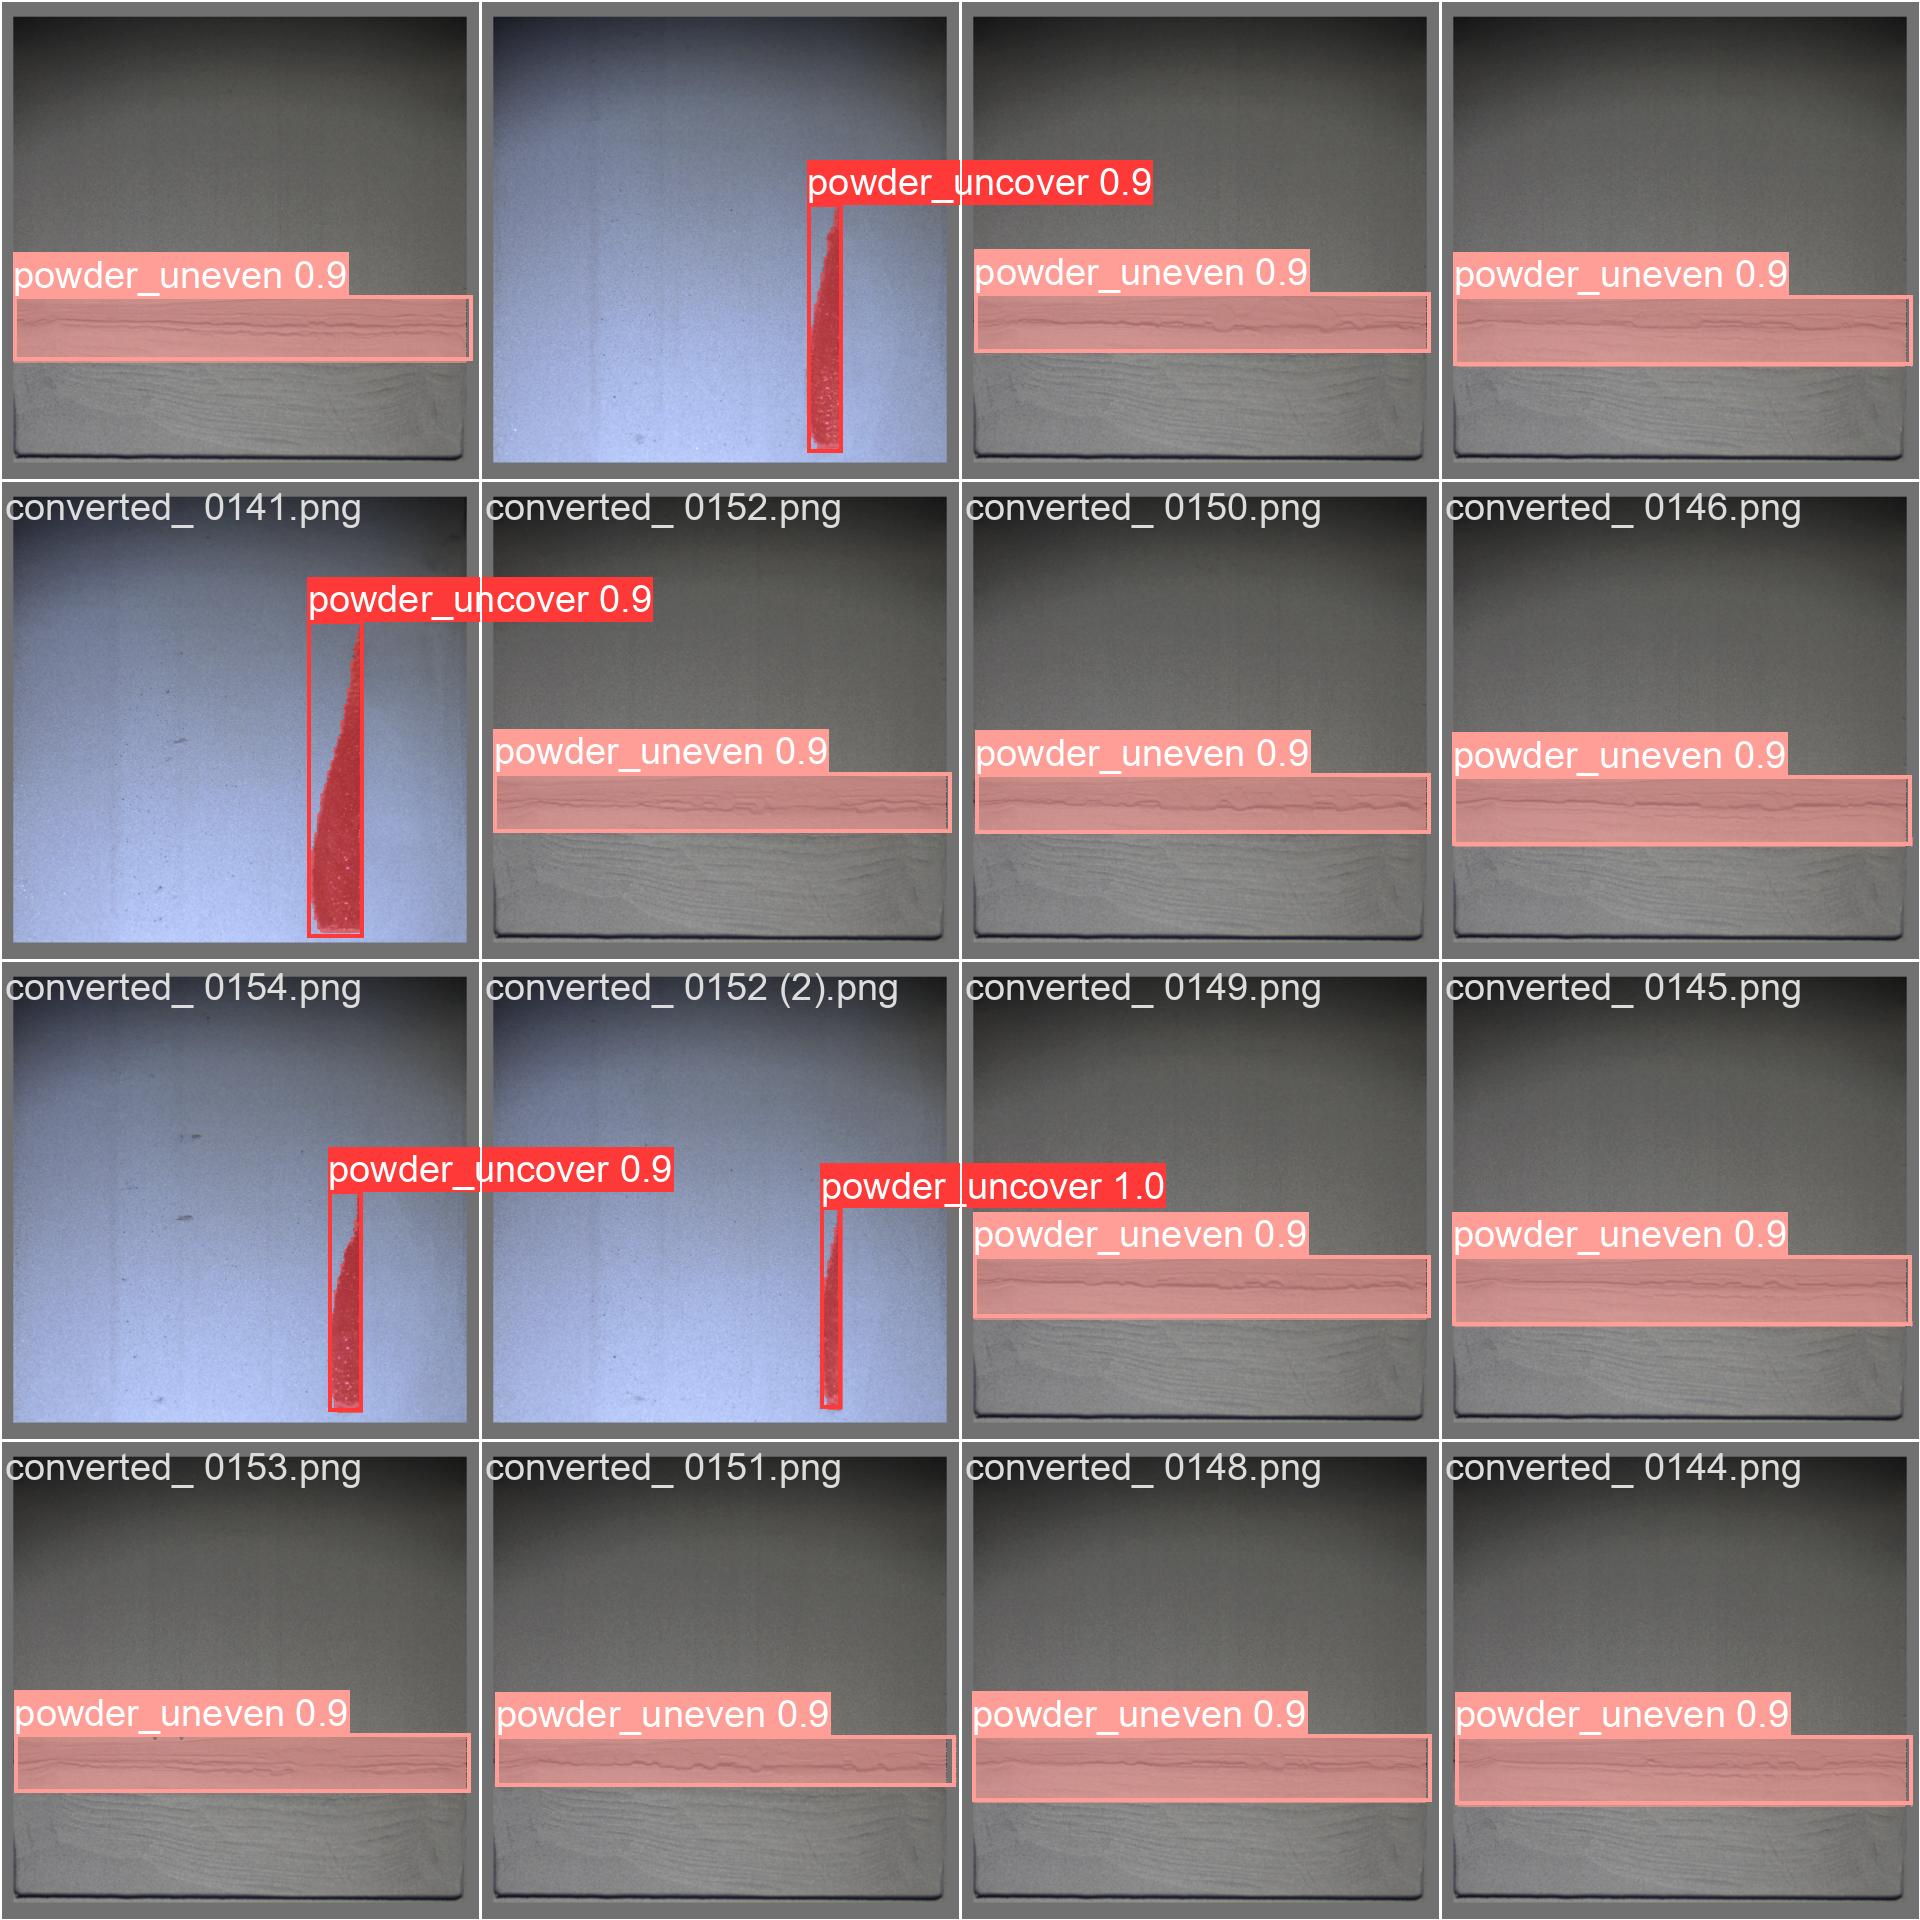 powder_uncover 0.9
powder_uneven 0.9
powder_uneven 0.9
powder_uneven 0.9
converted_ 0141.png
converted_ 0152.png
converted_ 0150.png
converted_ 0146.png
powder_uncover 0.9
powder_uneven 0.9
powder_uneven 0.9
powder_uneven 0.9
converted_ 0154.png
converted_ 0152 (2).png
converted_ 0149.png
converted_ 0145.png
powder_uncover 0.9
powder_uncover 1.0
powder_uneven 0.9
powder_uneven 0.9
converted_ 0153.png
converted_ 0151.png
converted_ 0148.png
converted_ 0144.png
powder_uneven 0.9
powder_uneven 0.9
powder_uneven 0.9
powder_uneven 0.9